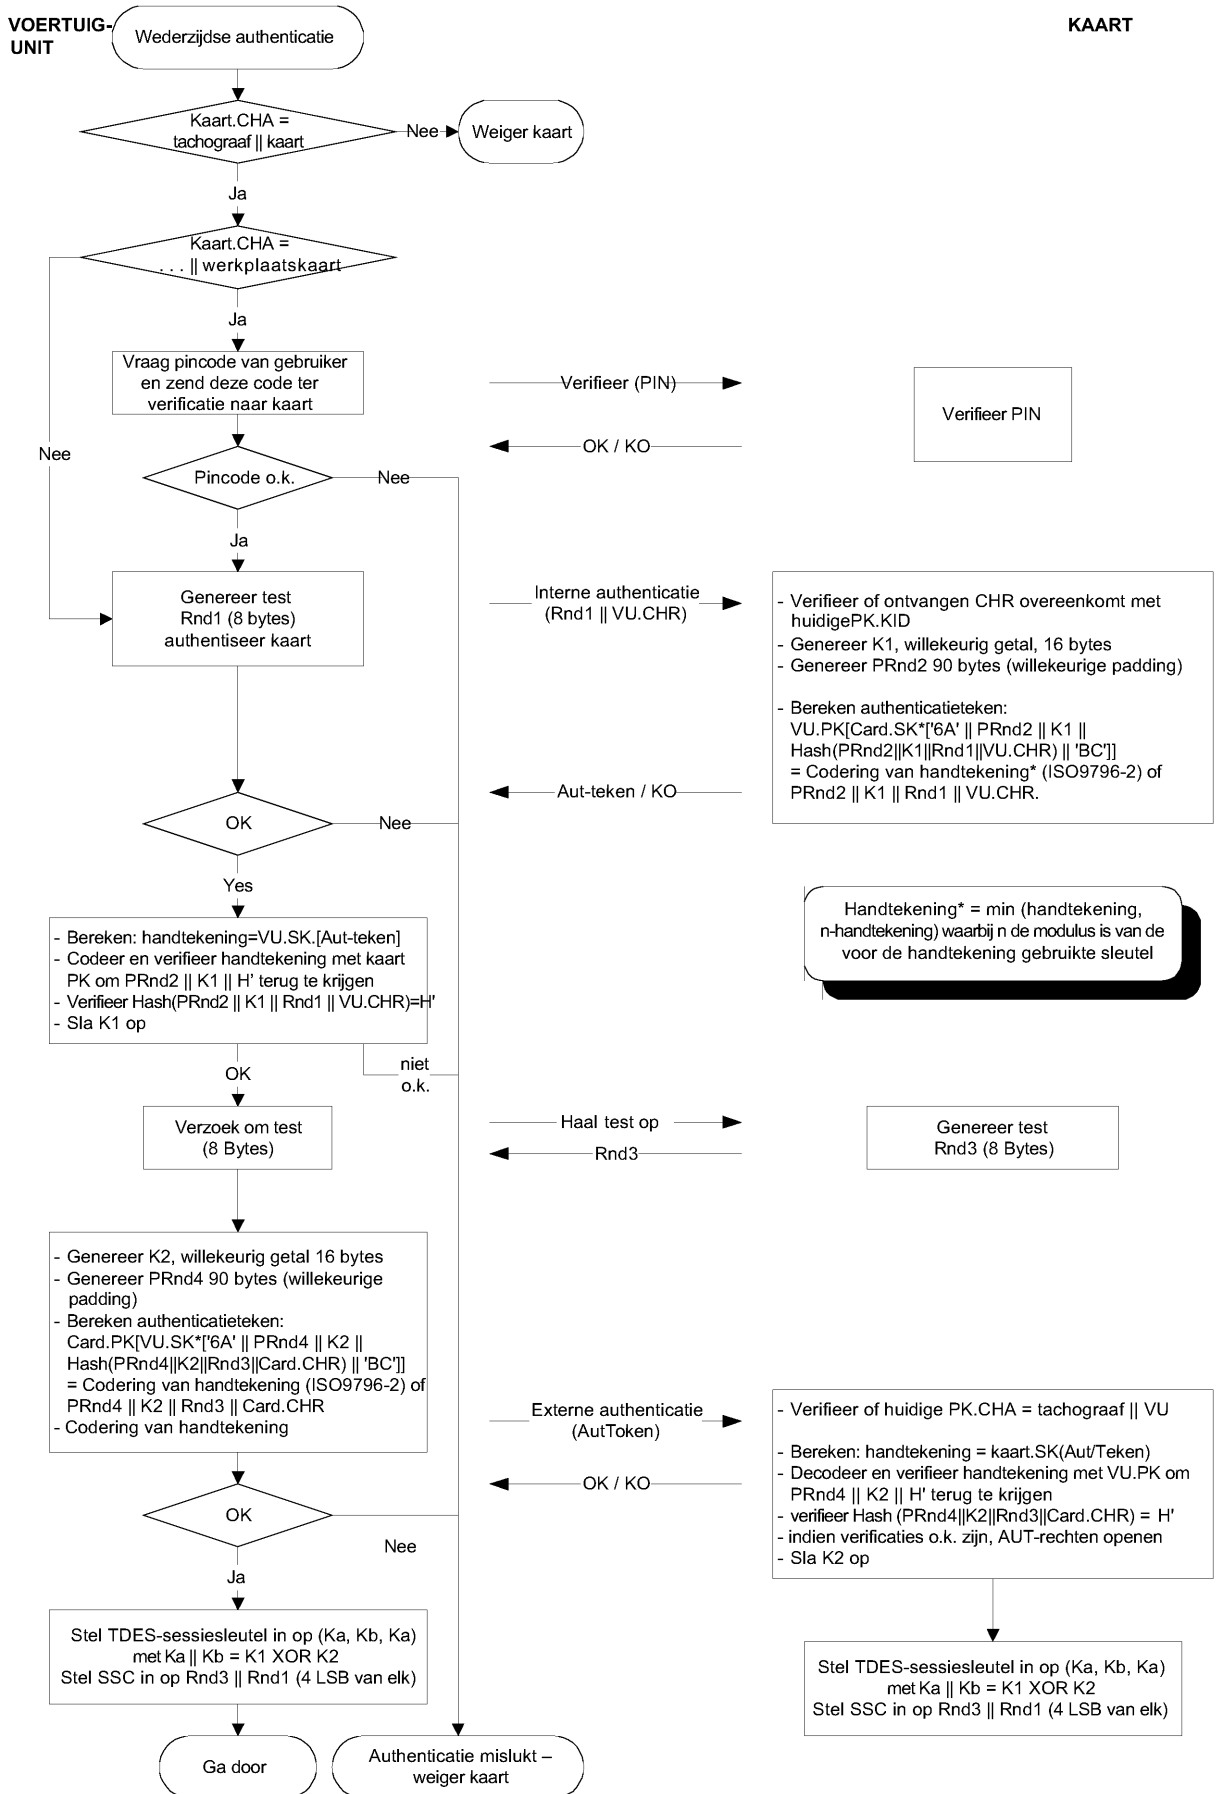 VOERTUIG-
UNIT
KAART
Wederzijdse authenticatie
Kaart.CHA =
tachograaf || kaart
Nee
Weiger kaart
Ja
Kaart.CHA =
. . . || werkplaatskaart
Ja
Nee
Vraag pincode van gebruiker
en zend deze code ter
verificatie naar kaart
Verifieer (PIN)
Verifieer PIN
OK / KO
Pincode o.k.
Nee
Ja
Genereer test
Rnd1 (8 bytes)
authentiseer kaart
Interne authenticatie
(Rnd1 || VU.CHR)
- Verifieer of ontvangen CHR overeenkomt met
huidigePK.KID
- Genereer K1, willekeurig getal, 16 bytes
- Genereer PRnd2 90 bytes (willekeurige padding)
- Bereken authenticatieteken:
VU.PK[Card.SK*['6A' || PRnd2 || K1 ||
Hash(PRnd2||K1||Rnd1||VU.CHR) || 'BC']]
= Codering van handtekening* (ISO9796-2) of
PRnd2 || K1 || Rnd1 || VU.CHR.
Aut-teken / KO
OK
Nee
Yes
- Bereken: handtekening=VU.SK.[Aut-teken]
- Codeer en verifieer handtekening met kaart
PK om PRnd2 || K1 || H' terug te krijgen
- Verifieer Hash(PRnd2 || K1 || Rnd1 || VU.CHR)=H'
- Sla K1 op
Handtekening* = min (handtekening,
n-handtekening) waarbij n de modulus is van de
voor de handtekening gebruikte sleutel
OK
niet
o.k.
Verzoek om test
(8 Bytes)
Haal test op
Rnd3
Genereer test
Rnd3 (8 Bytes)
- Genereer K2, willekeurig getal 16 bytes
- Genereer PRnd4 90 bytes (willekeurige
padding)
- Bereken authenticatieteken:
Card.PK[VU.SK*['6A' || PRnd4 || K2 ||
Hash(PRnd4||K2||Rnd3||Card.CHR) || 'BC']]
= Codering van handtekening (ISO9796-2) of
PRnd4 || K2 || Rnd3 || Card.CHR
- Codering van handtekening
Externe authenticatie
(AutToken)
- Verifieer of huidige PK.CHA = tachograaf || VU
- Bereken: handtekening = kaart.SK(Aut/Teken)
- Decodeer en verifieer handtekening met VU.PK om
PRnd4 || K2 || H' terug te krijgen
- verifieer Hash (PRnd4||K2||Rnd3||Card.CHR) = H'
- indien verificaties o.k. zijn, AUT-rechten openen
- Sla K2 op
OK / KO
OK
Nee
Ja
Stel TDES-sessiesleutel in op (Ka, Kb, Ka)
met Ka || Kb = K1 XOR K2
Stel SSC in op Rnd3 || Rnd1 (4 LSB van elk)
Stel TDES-sessiesleutel in op (Ka, Kb, Ka)
met Ka || Kb = K1 XOR K2
Stel SSC in op Rnd3 || Rnd1 (4 LSB van elk)
Ga door
Authenticatie mislukt –
weiger kaart